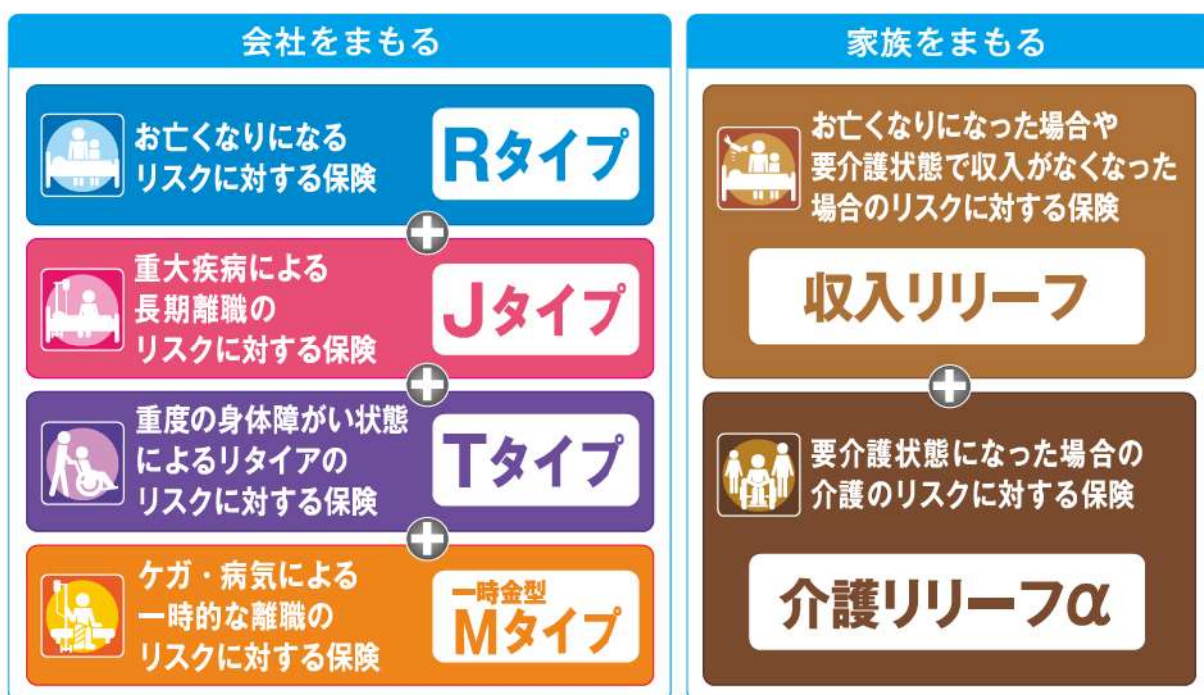 会社をまもる
お亡くなりになる
リスクに対する保険
Rタイプ
重大疾病による
長期離職の
リスクに対する保険
Jタイプ
重度の身体障がい状態
によるリタイアの
リスクに対する保険
Tタイプ
ケガ・病気による
一時的な離職の
リスクに対する保険
一時金型
Mタイプ
家族をまもる
お亡くなりになった場合や
要介護状態で収入がなくなった
場合のリスクに対する保険
収入リリーフ
要介護状態になった場合の
介護のリスクに対する保険
介護リリーフα